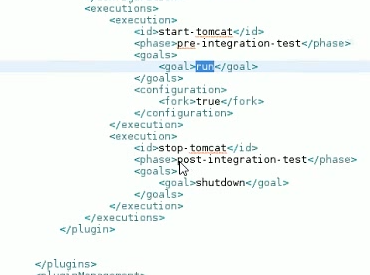 <executions>
<execution>
<id>start-tomcat</id>
<phase>pre-integration-test</phase>
<goals>
<goal>run</goal>
</goals>
<configuration>
<fork>true</fork>
</configuration>
</execution>
<execution>
<id>stop-tomcat</id>
<phase>post-integration-test</phase>
<goals>
<goal>shutdown</goal>
</goals>
</execution>
</executions>
</plugin>
</plugins>